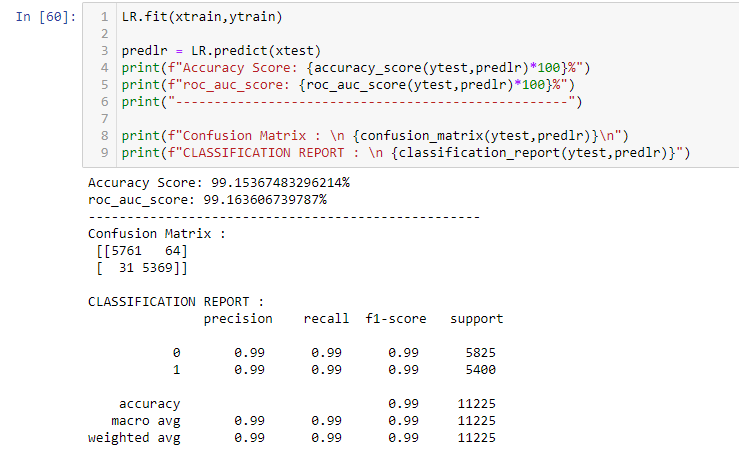 In [60]:
1 LR.fit(xtrain,ytrain)
2
3 predlr = LR.predict(xtest)
4 print(f"Accuracy Score: {accuracy_score(ytest,predlr)*100}%")
5 print(f"roc_auc_score: {roc_auc_score(ytest,predlr)*100}%")
6 print("---------------------------------------------------")
7
8 print(f"Confusion Matrix : \n {confusion_matrix(ytest,predlr)}\n")
9 print(f"CLASSIFICATION REPORT : \n {classification_report(ytest,predlr)}")
Accuracy Score: 99.15367483296214%
roc_auc_score: 99.163606739787%
---------------------------------------------------
Confusion Matrix :
[[5761   64]
[  31 5369]]
CLASSIFICATION REPORT :
precision    recall  f1-score   support
0       0.99      0.99      0.99      5825
1       0.99      0.99      0.99      5400
accuracy                           0.99     11225
macro avg       0.99      0.99      0.99     11225
weighted avg       0.99      0.99      0.99     11225